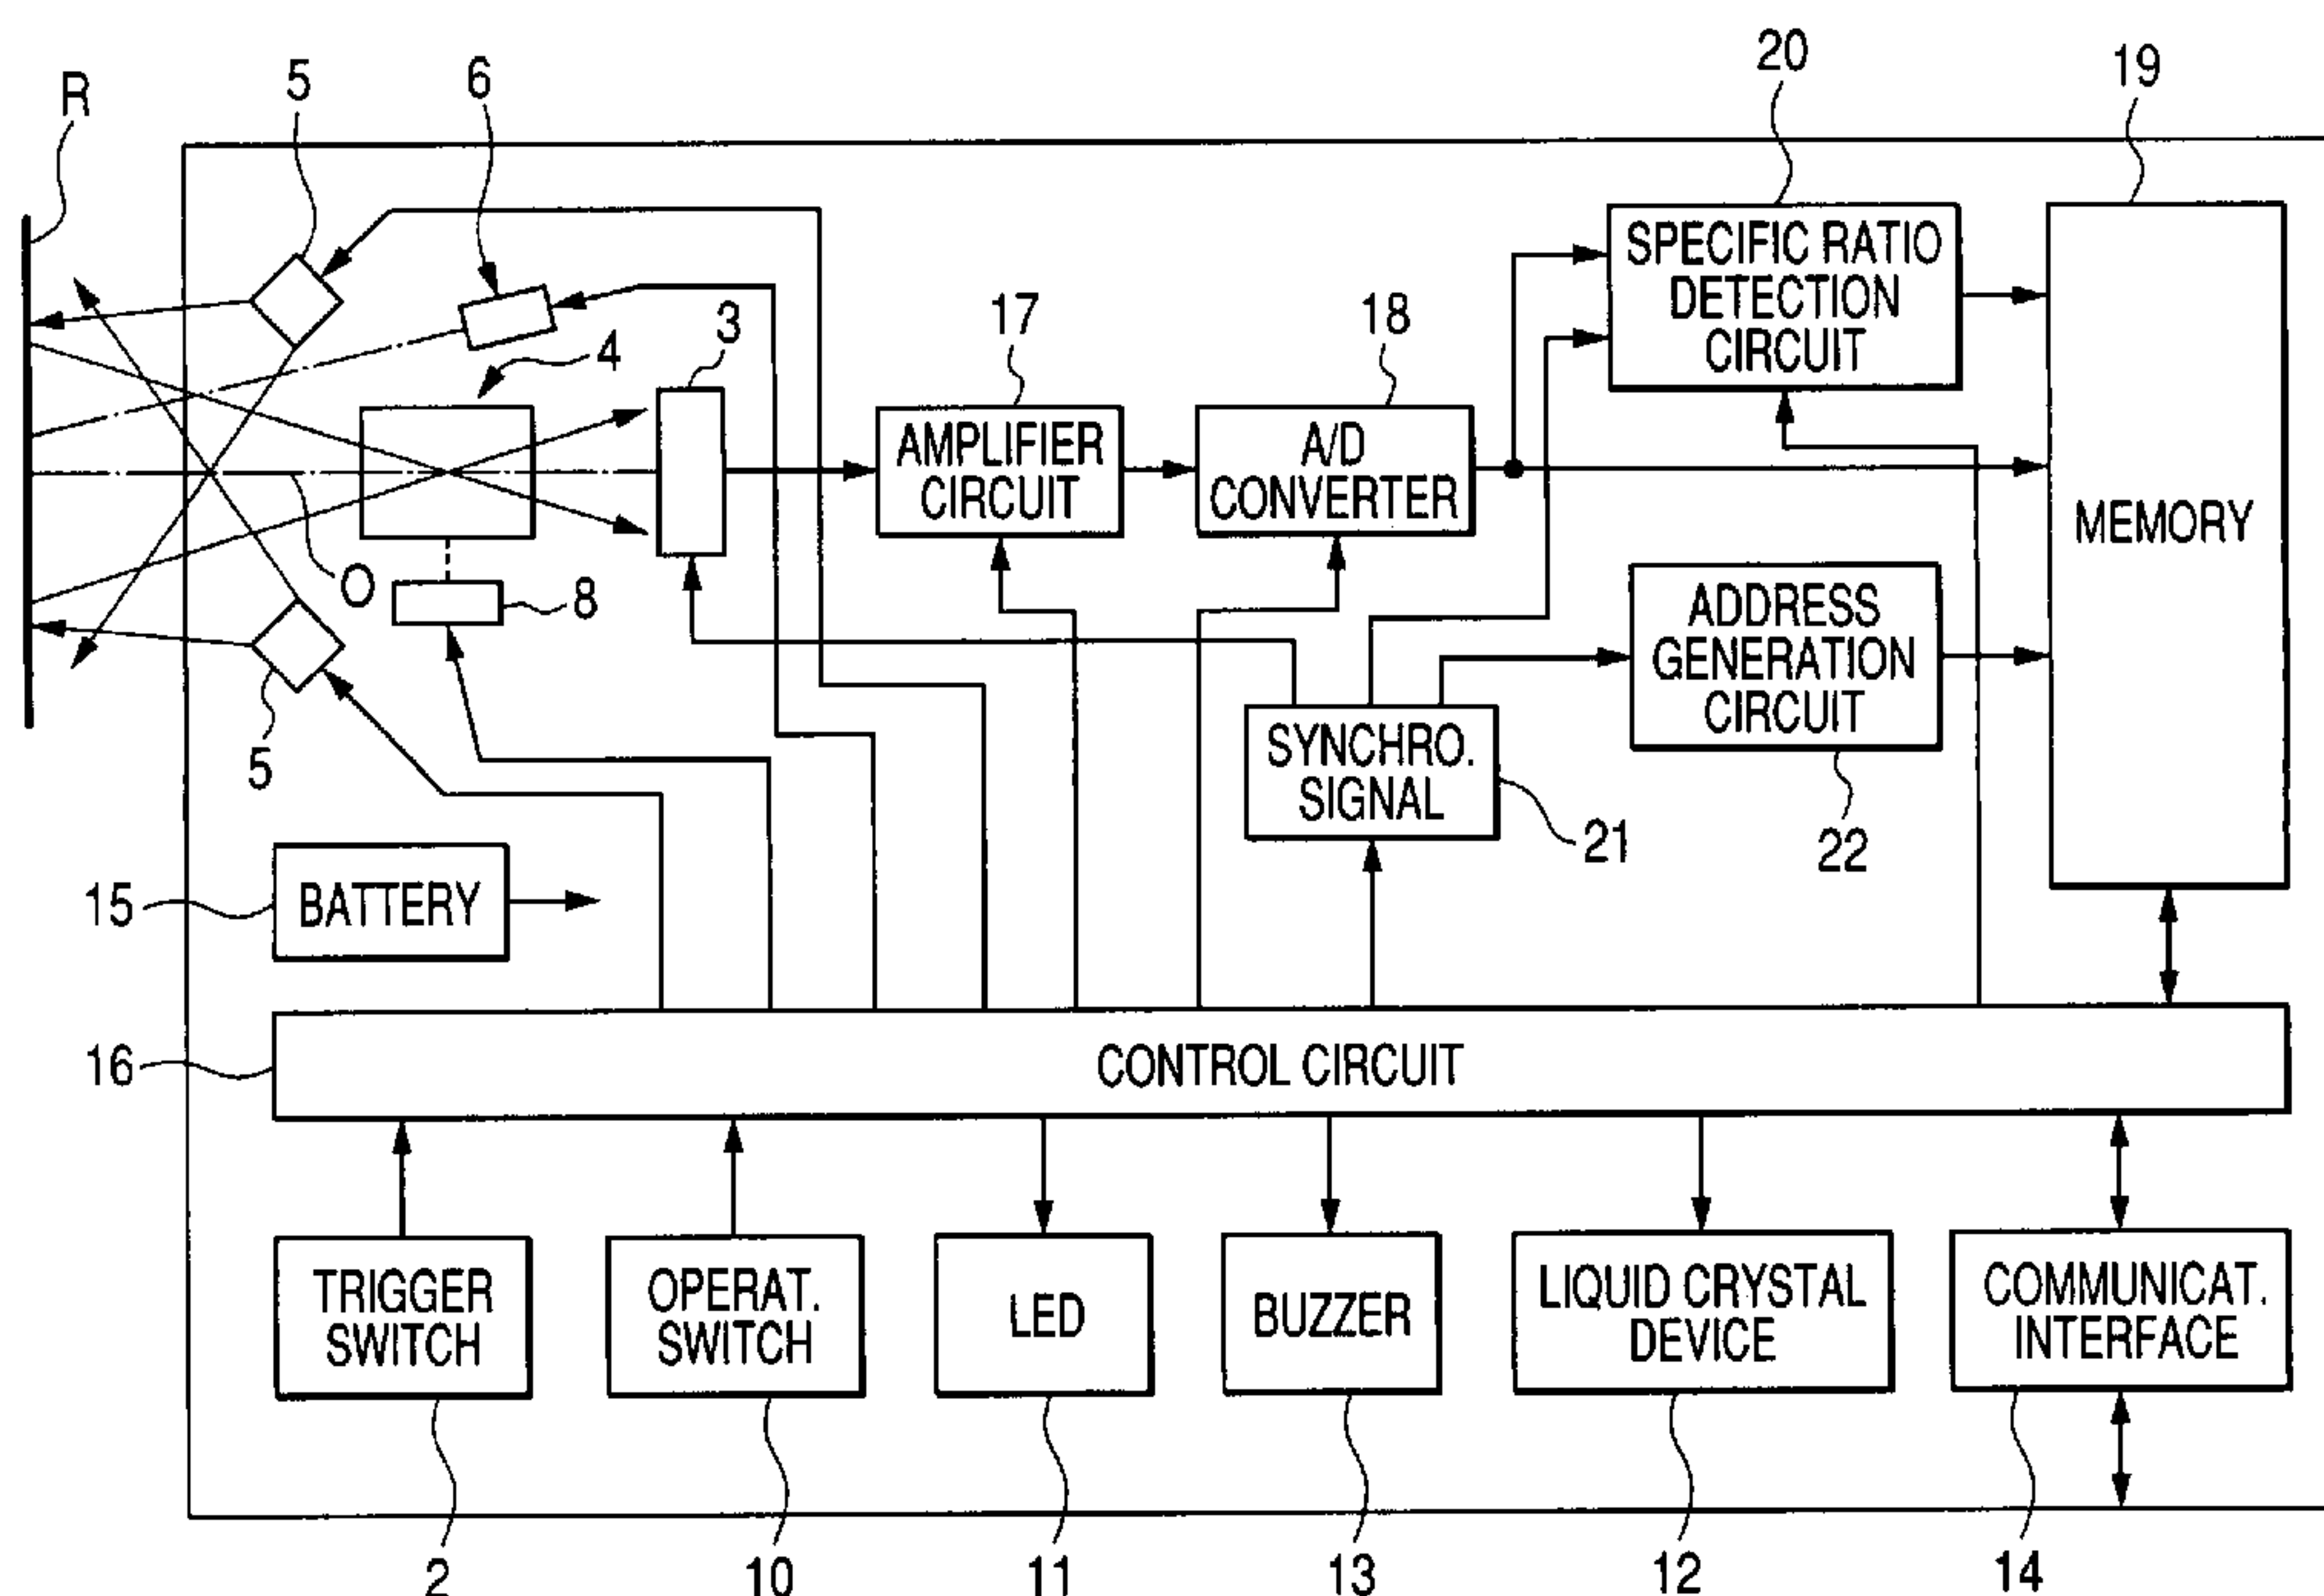 R
5
6
20
19
SPECIFIC RATIO
DETECTION
CIRCUIT
3
4
17
18
AMPLIFIER
CIRCUIT
A/D
CONVERTER
MEMORY
O
8
ADDRESS
GENERATION
CIRCUIT
5
SYNCHRO.
SIGNAL
21
22
15
BATTERY
16
CONTROL CIRCUIT
TRIGGER
SWITCH
OPERAT.
SWITCH
LED
BUZZER
LIQUID CRYSTAL
DEVICE
COMMUNICAT.
INTERFACE
2
10
11
13
12
14